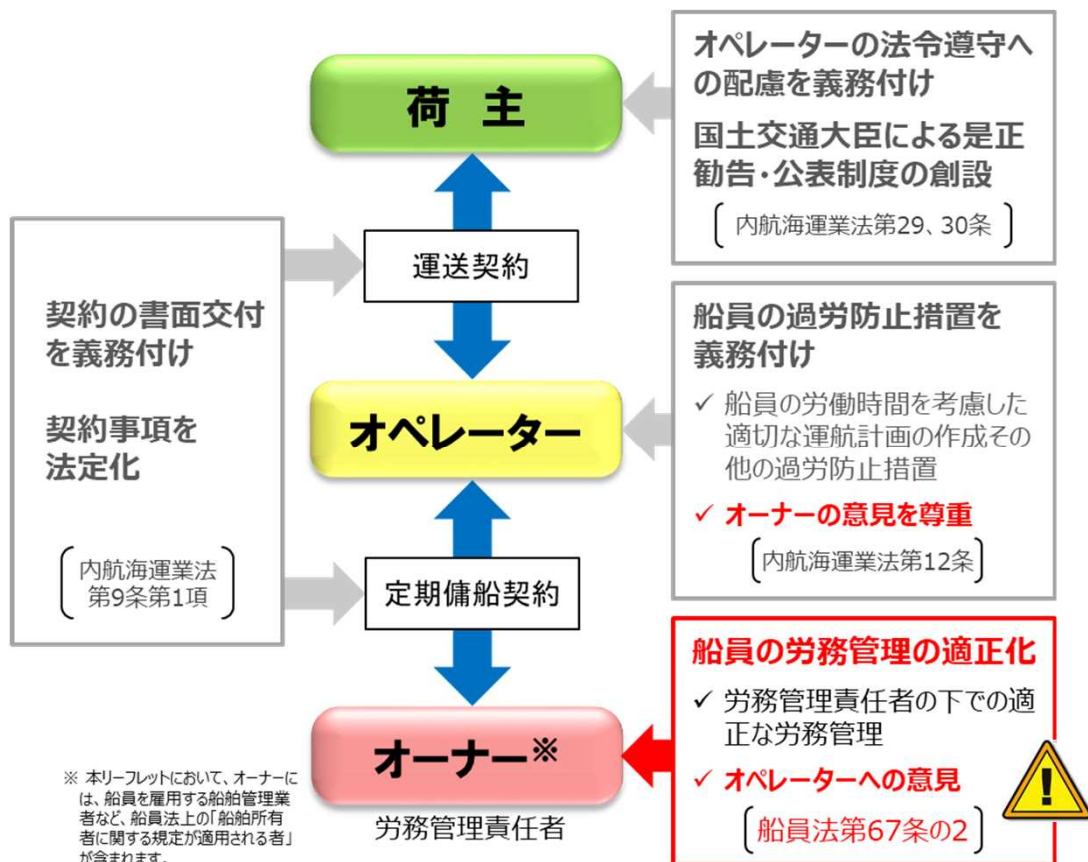 荷 主
オペレーターの法令遵守へ
の配慮を義務付け
国土交通大臣による是正
勧告・公表制度の創設
内航海運業法第29、30条
運送契約
契約の書面交付
を義務付け
契約事項を
法定化
内航海運業法
第9条第1項
オペレーター
船員の過労防止措置を
義務付け
✓ 船員の労働時間を考慮した
適切な運航計画の作成その
他の過労防止措置
✓ オーナーの意見を尊重
内航海運業法第12条
定期傭船契約
オーナー※
労務管理責任者
船員の労務管理の適正化
✓ 労務管理責任者の下での適
正な労務管理
✓ オペレーターへの意見
船員法第67条の2
※ 本リーフレットにおいて、オーナーに
は、船員を雇用する船舶管理業
者など、船員法上の「船舶所有
者に関する規定が適用される者」
が含まれます。